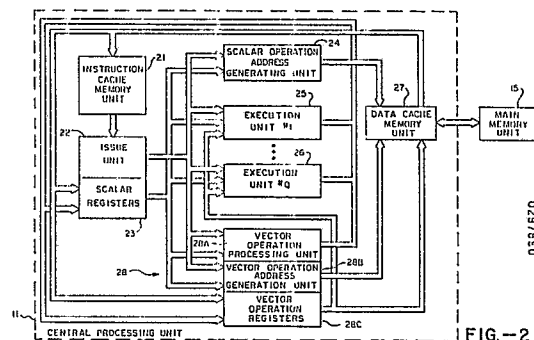 21
INSTRUCTION
CACHE MEMORY
UNIT
24
SCALAR OPERATION
ADDRESS
GENERATING UNIT
25
EXECUTION
UNIT #1
26
EXECUTION
UNIT #Q
27
DATA CACHE
MEMORY
UNIT
15
MAIN
MEMORY
UNIT
22
ISSUE
UNIT
SCALAR
REGISTERS
23
28A
VECTOR
OPERATION
PROCESSING UNIT
28
28B
VECTOR OPERATION
ADDRESS
GENERATION UNIT
VECTOR
OPERATION
REGISTERS
28C
11
CENTRAL PROCESSING UNIT
FIG.-2